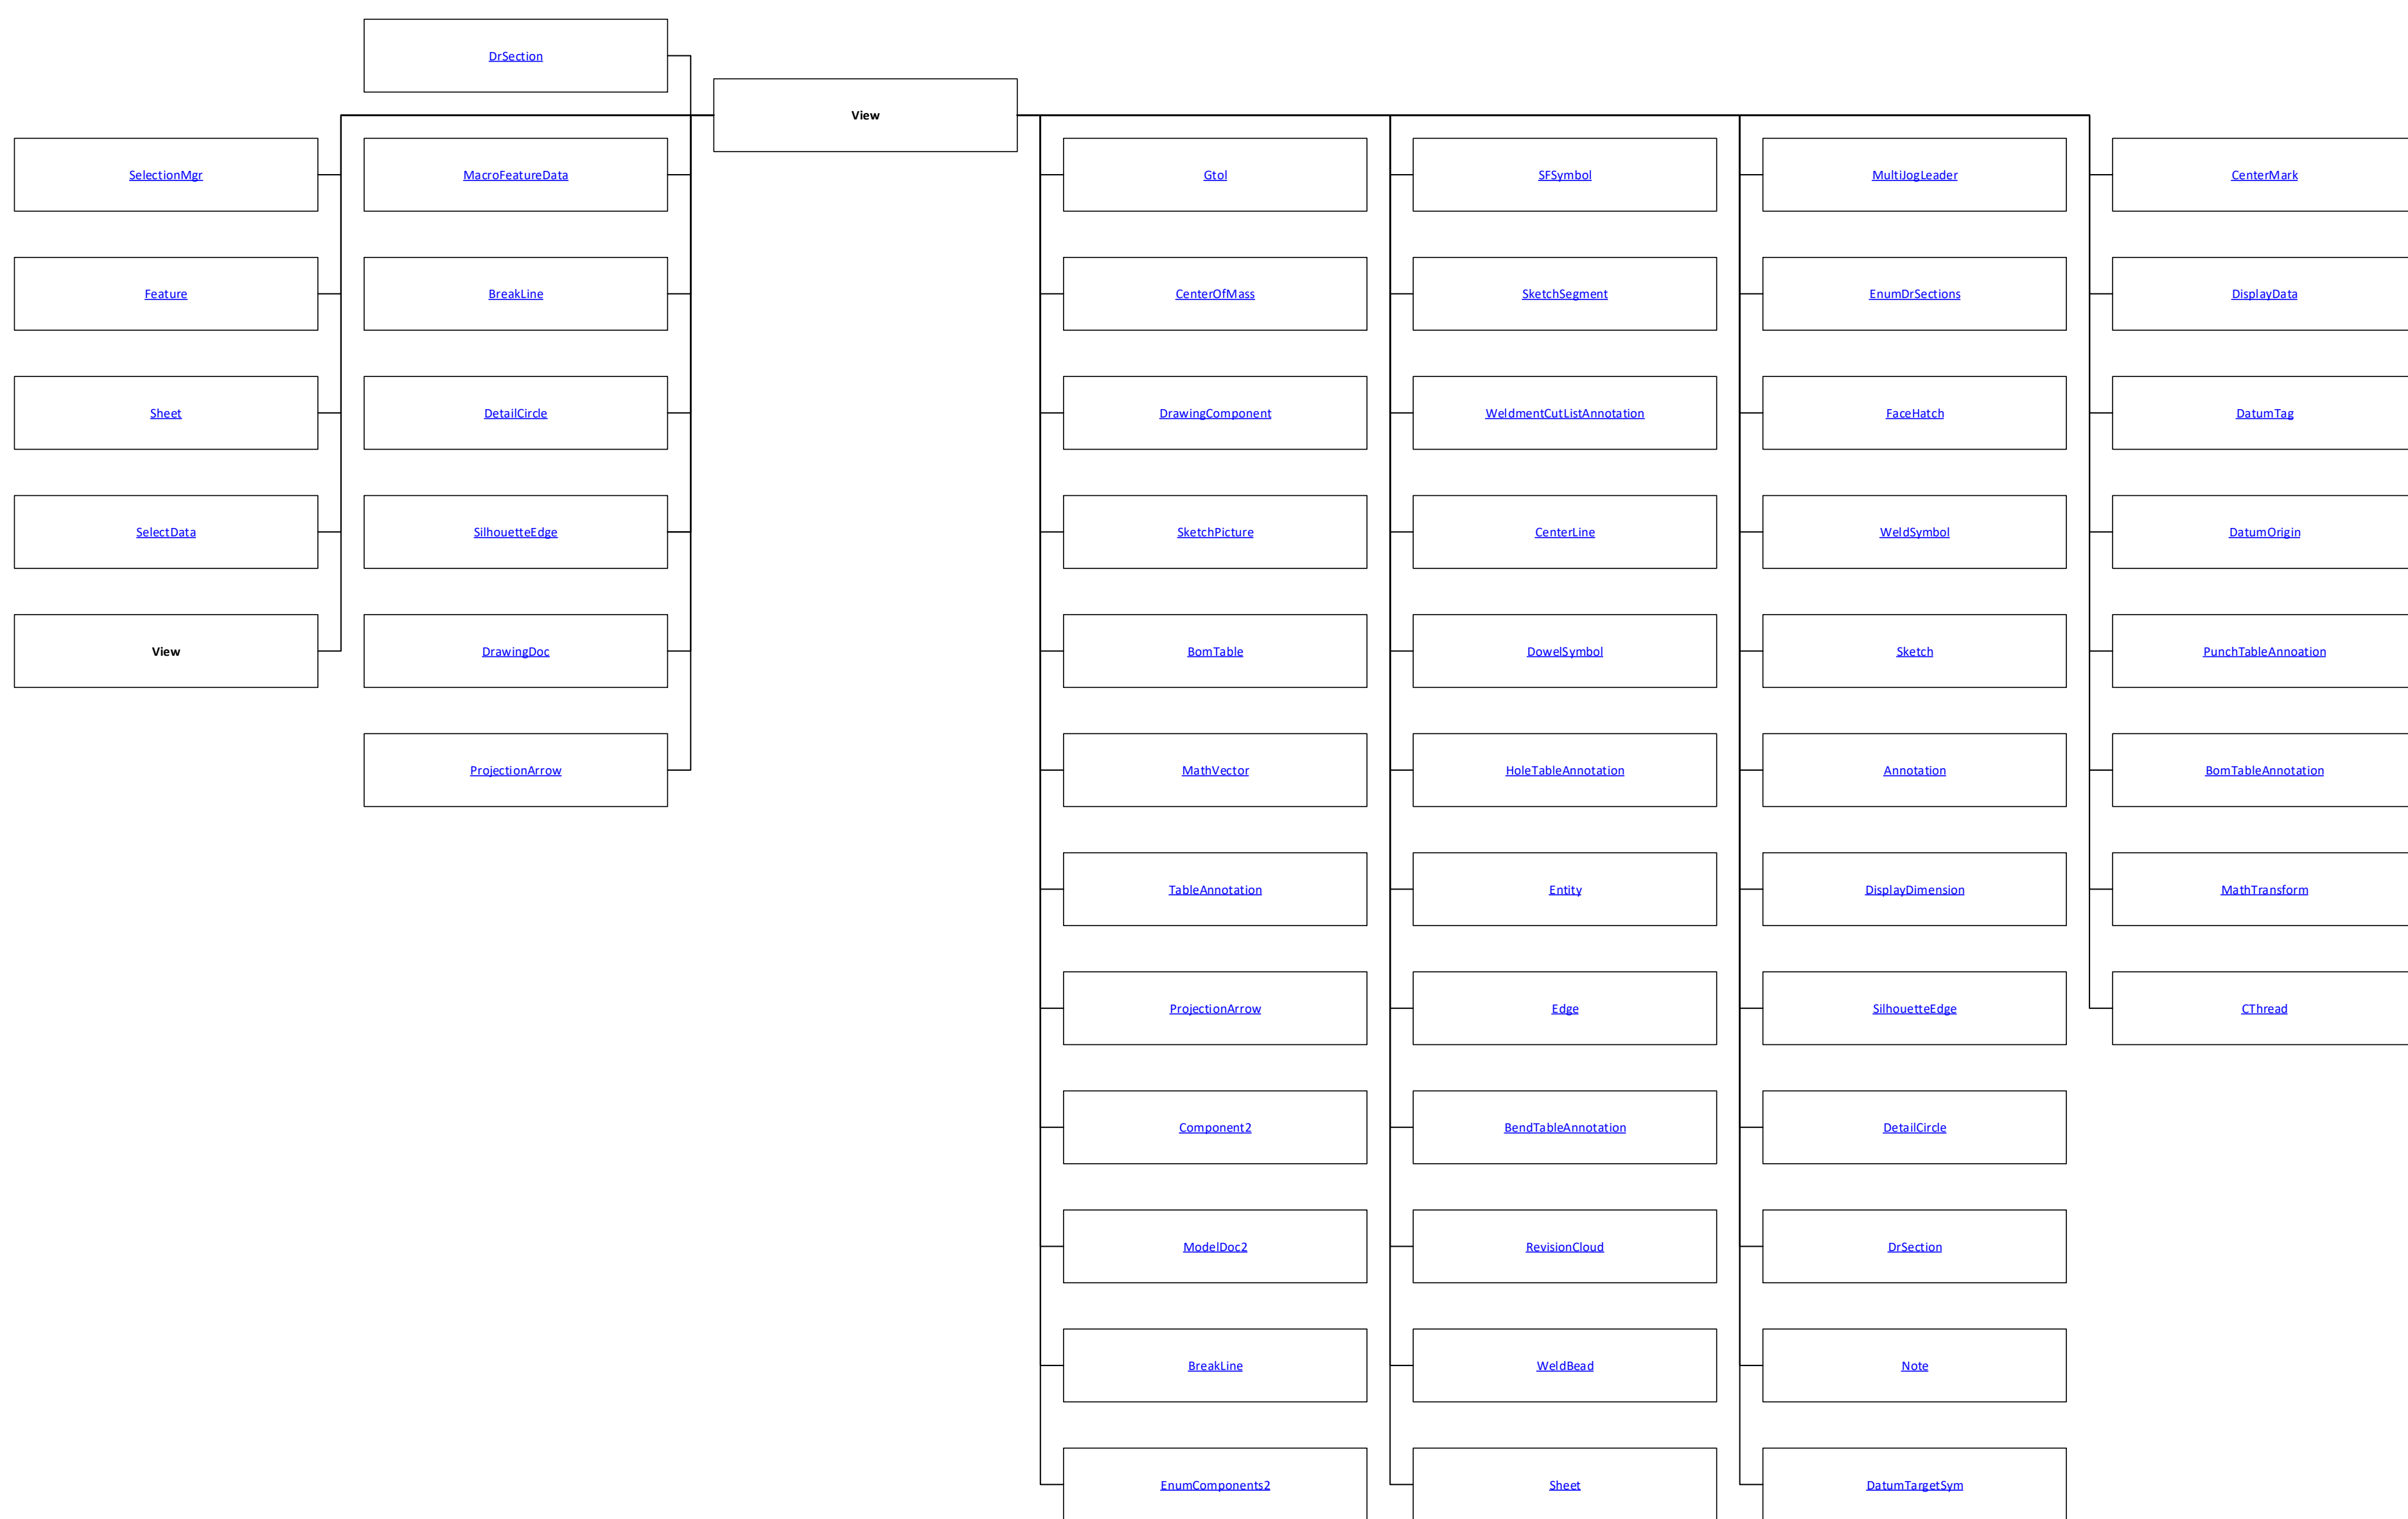 DrSection
View
SelectionMgr
MacroFeatureData
Gtol
SFSymbol
MultiJogLeader
CenterMark
Feature
BreakLine
CenterOfMass
SketchSegment
EnumDrSections
DisplayData
Sheet
DetailCircle
DrawingComponent
WeldmentCutListAnnotation
FaceHatch
DatumTag
SelectData
SilhouetteEdge
SketchPicture
CenterLine
WeldSymbol
DatumOrigin
View
DrawingDoc
BomTable
DowelSymbol
Sketch
PunchTableAnnoation
ProjectionArrow
MathVector
HoleTableAnnotation
Annotation
BomTableAnnotation
TableAnnotation
Entity
DisplayDimension
MathTransform
ProjectionArrow
Edge
SilhouetteEdge
CThread
Component2
BendTableAnnotation
DetailCircle
ModelDoc2
RevisionCloud
DrSection
BreakLine
WeldBead
Note
EnumComponents2
Sheet
DatumTargetSym